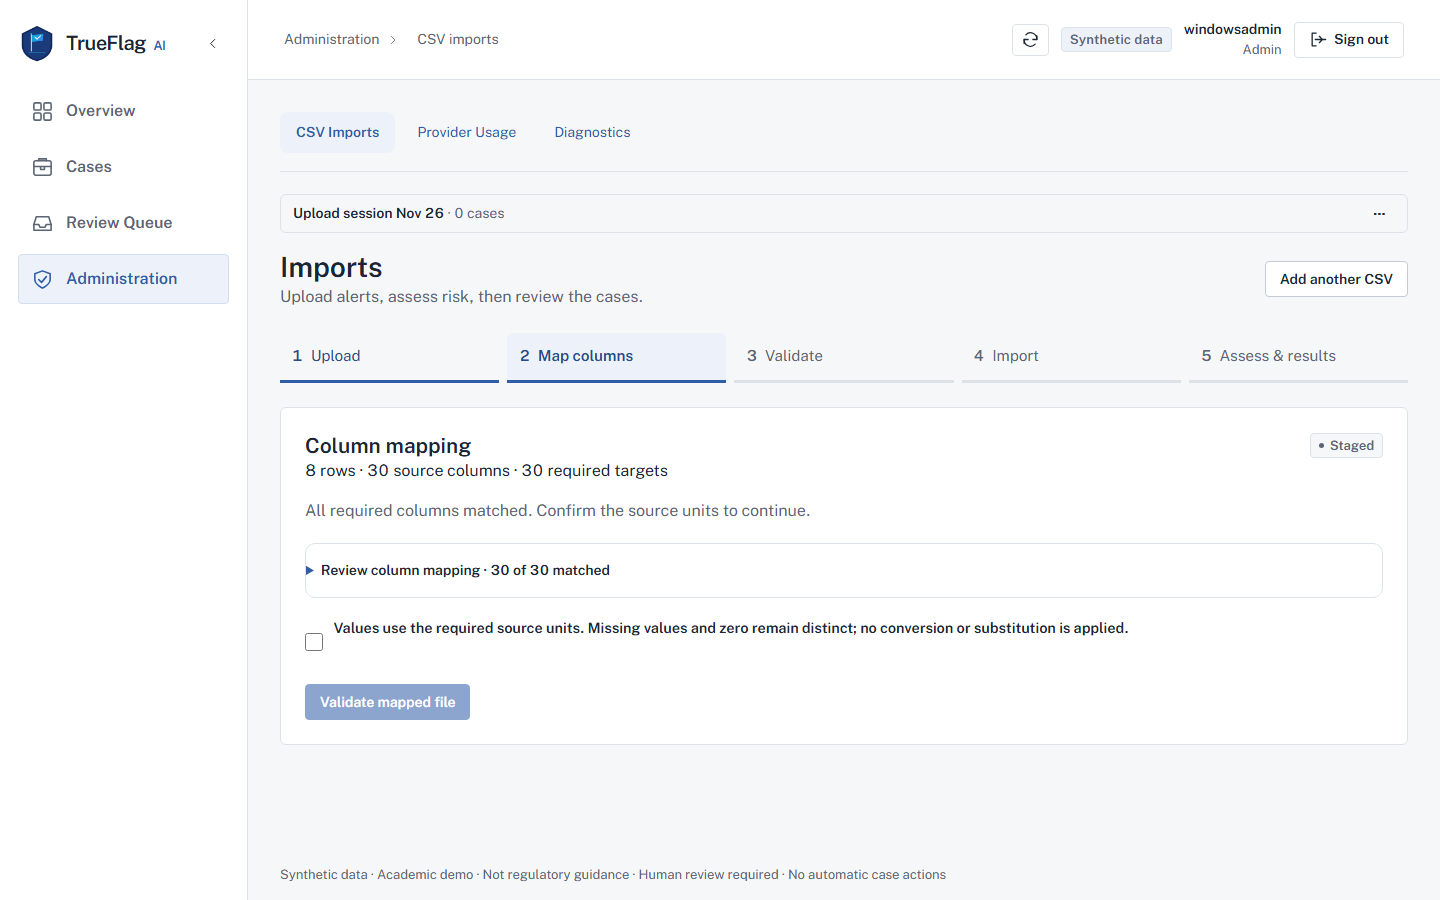 TrueFlag AI
Overview
Cases
Review Queue
Administration
Administration
CSV imports
Synthetic data
windowsadmin
Admin
Sign out
CSV Imports
Provider Usage
Diagnostics
Upload session Nov 26 · 0 cases
Imports
Upload alerts, assess risk, then review the cases.
Add another CSV
1 Upload
2 Map columns
3 Validate
4 Import
5 Assess & results
Column mapping
8 rows · 30 source columns · 30 required targets
Staged
All required columns matched. Confirm the source units to continue.
Review column mapping · 30 of 30 matched
Values use the required source units. Missing values and zero remain distinct; no conversion or substitution is applied.
Validate mapped file
Synthetic data · Academic demo · Not regulatory guidance · Human review required · No automatic case actions